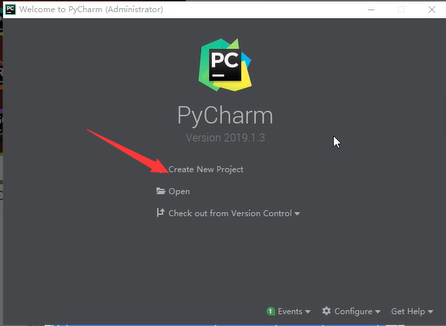 PC Welcome to PyCharm (Administrator)
PC
PyCharm
Version 2019.1.3
Create New Project
Open
Check out from Version Control
1 Events Configure Get Help